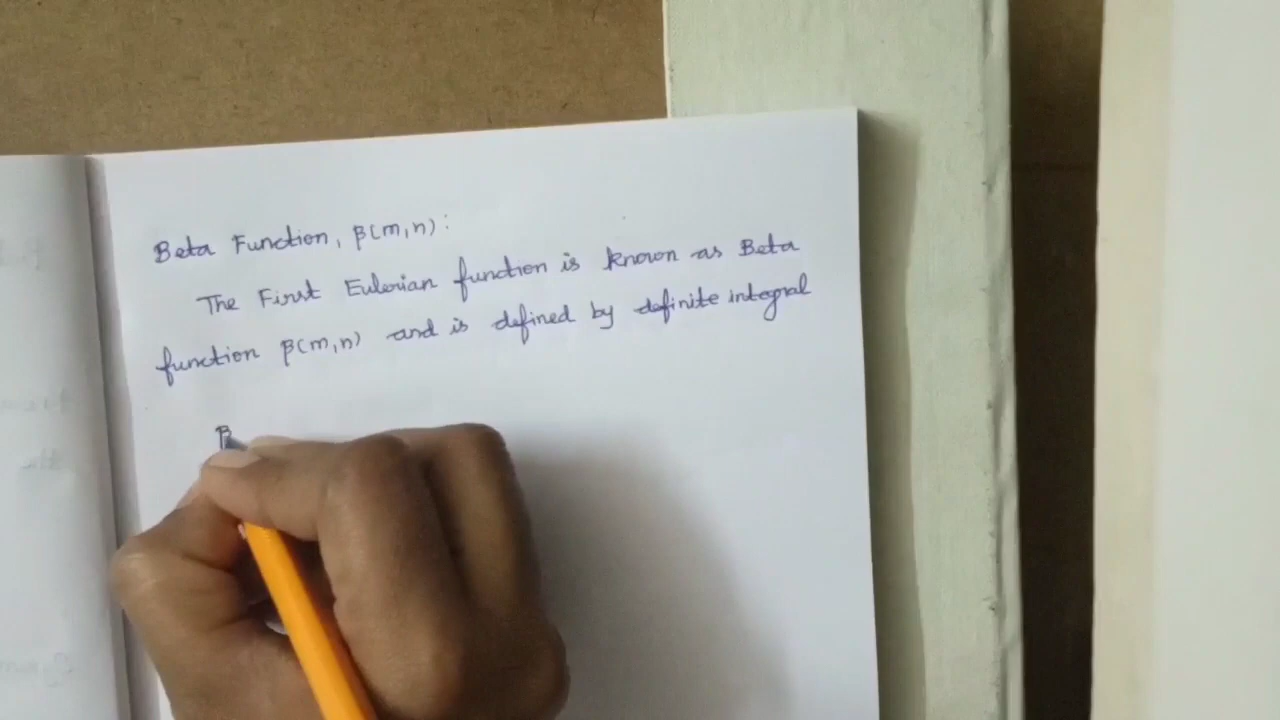 Beta Function, β(m,n):
The First Eulerian function is known as Beta
function β(m,n) and is defined by definite integral
β